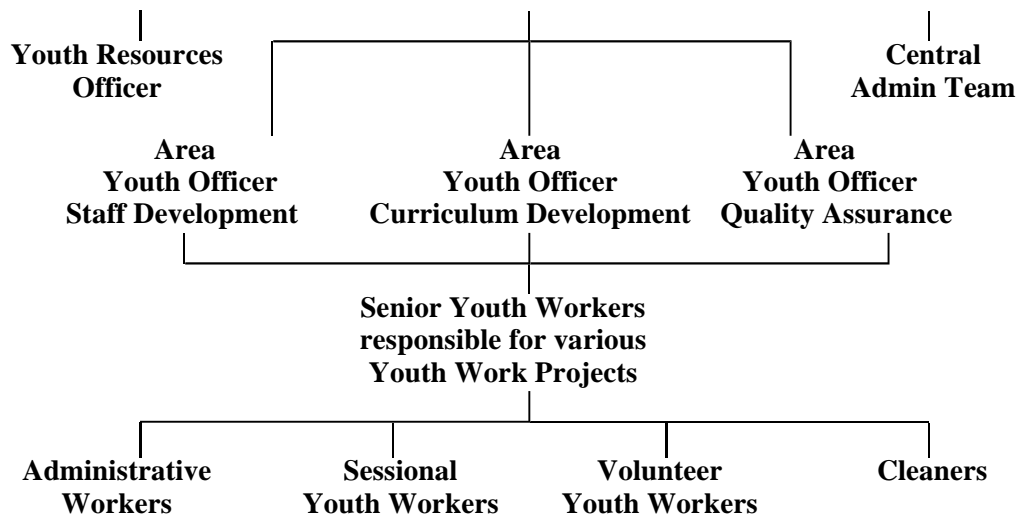 Youth Resources
Officer
Central
Admin Team
Area
Youth Officer
Staff Development
Area
Youth Officer
Curriculum Development
Area
Youth Officer
Quality Assurance
Senior Youth Workers
responsible for various
Youth Work Projects
Administrative
Workers
Sessional
Youth Workers
Volunteer
Youth Workers
Cleaners